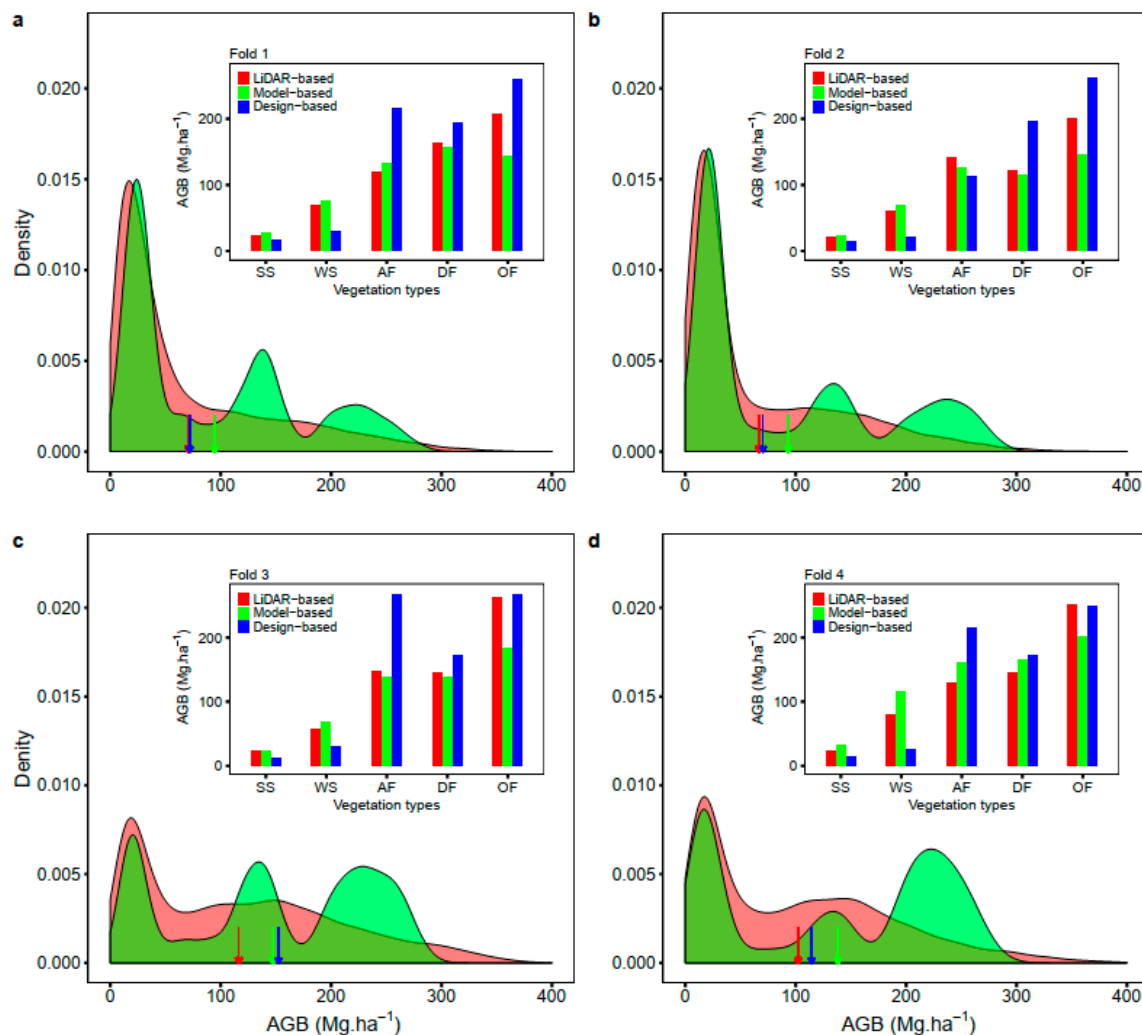 a
Fold 1
LiDAR-based
Model-based
Design-based
AGB (Mg.ha⁻¹)
200
100
0
SS WS AF DF OF
Vegetation types
Density
0.020
0.015
0.010
0.005
0.000
0 100 200 300 400
b
Fold 2
LiDAR-based
Model-based
Design-based
AGB (Mg.ha⁻¹)
200
100
0
SS WS AF DF OF
Vegetation types
0.020
0.015
0.010
0.005
0.000
0 100 200 300 400
c
Fold 3
LiDAR-based
Model-based
Design-based
AGB (Mg.ha⁻¹)
200
100
0
SS WS AF DF OF
Vegetation types
Denity
0.020
0.015
0.010
0.005
0.000
0 100 200 300 400
AGB (Mg.ha⁻¹)
d
Fold 4
LiDAR-based
Model-based
Design-based
AGB (Mg.ha⁻¹)
200
100
0
SS WS AF DF OF
Vegetation types
0.020
0.015
0.010
0.005
0.000
0 100 200 300 400
AGB (Mg.ha⁻¹)